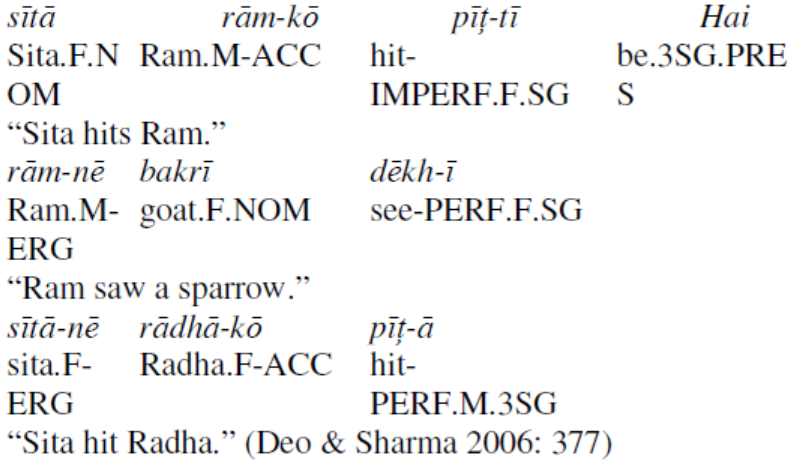 sītā rām-kō pīṭ-tī Hai
Sita.F.N Ram.M-ACC hit- be.3SG.PRE
OM IMPERF.F.SG S
“Sita hits Ram.”
rām-nē bakrī dēkh-ī
Ram.M- goat.F.NOM see-PERF.F.SG
ERG
“Ram saw a sparrow.”
sītā-nē rādhā-kō pīṭ-ā
sita.F- Radha.F-ACC hit-
ERG PERF.M.3SG
“Sita hit Radha.” (Deo & Sharma 2006: 377)